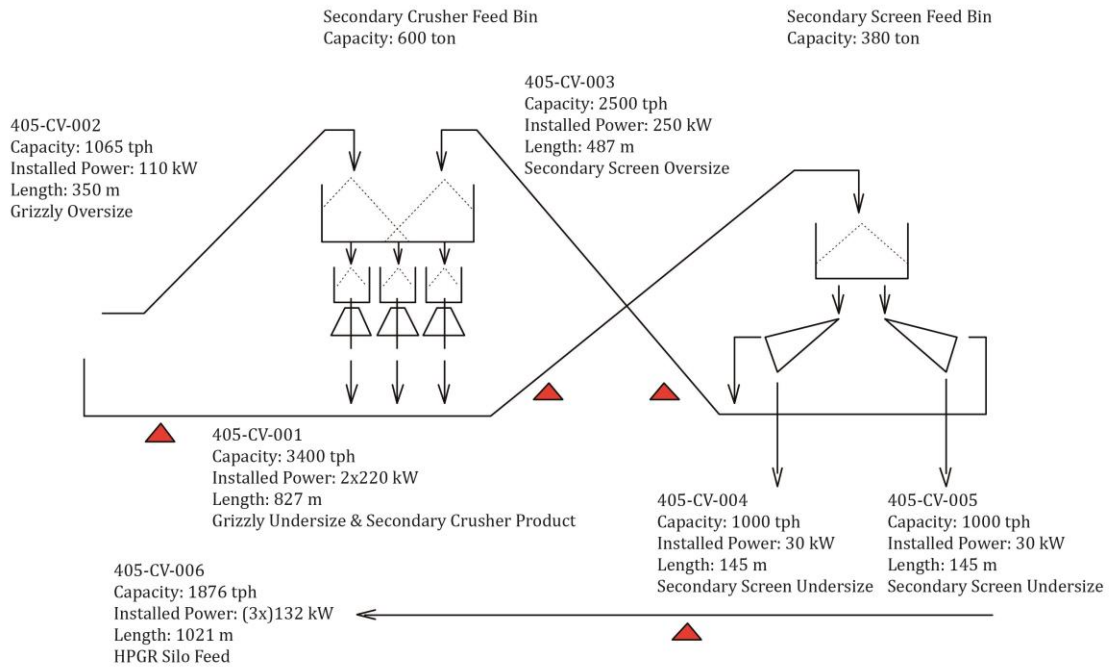 Secondary Crusher Feed Bin
Capacity: 600 ton
Secondary Screen Feed Bin
Capacity: 380 ton
405-CV-003
Capacity: 2500 tph
Installed Power: 250 kW
Length: 487 m
Secondary Screen Oversize
405-CV-002
Capacity: 1065 tph
Installed Power: 110 kW
Length: 350 m
Grizzly Oversize
405-CV-001
Capacity: 3400 tph
Installed Power: 2x220 kW
Length: 827 m
Grizzly Undersize & Secondary Crusher Product
405-CV-004
Capacity: 1000 tph
Installed Power: 30 kW
Length: 145 m
Secondary Screen Undersize
405-CV-005
Capacity: 1000 tph
Installed Power: 30 kW
Length: 145 m
Secondary Screen Undersize
405-CV-006
Capacity: 1876 tph
Installed Power: (3x)132 kW
Length: 1021 m
HPGR Silo Feed